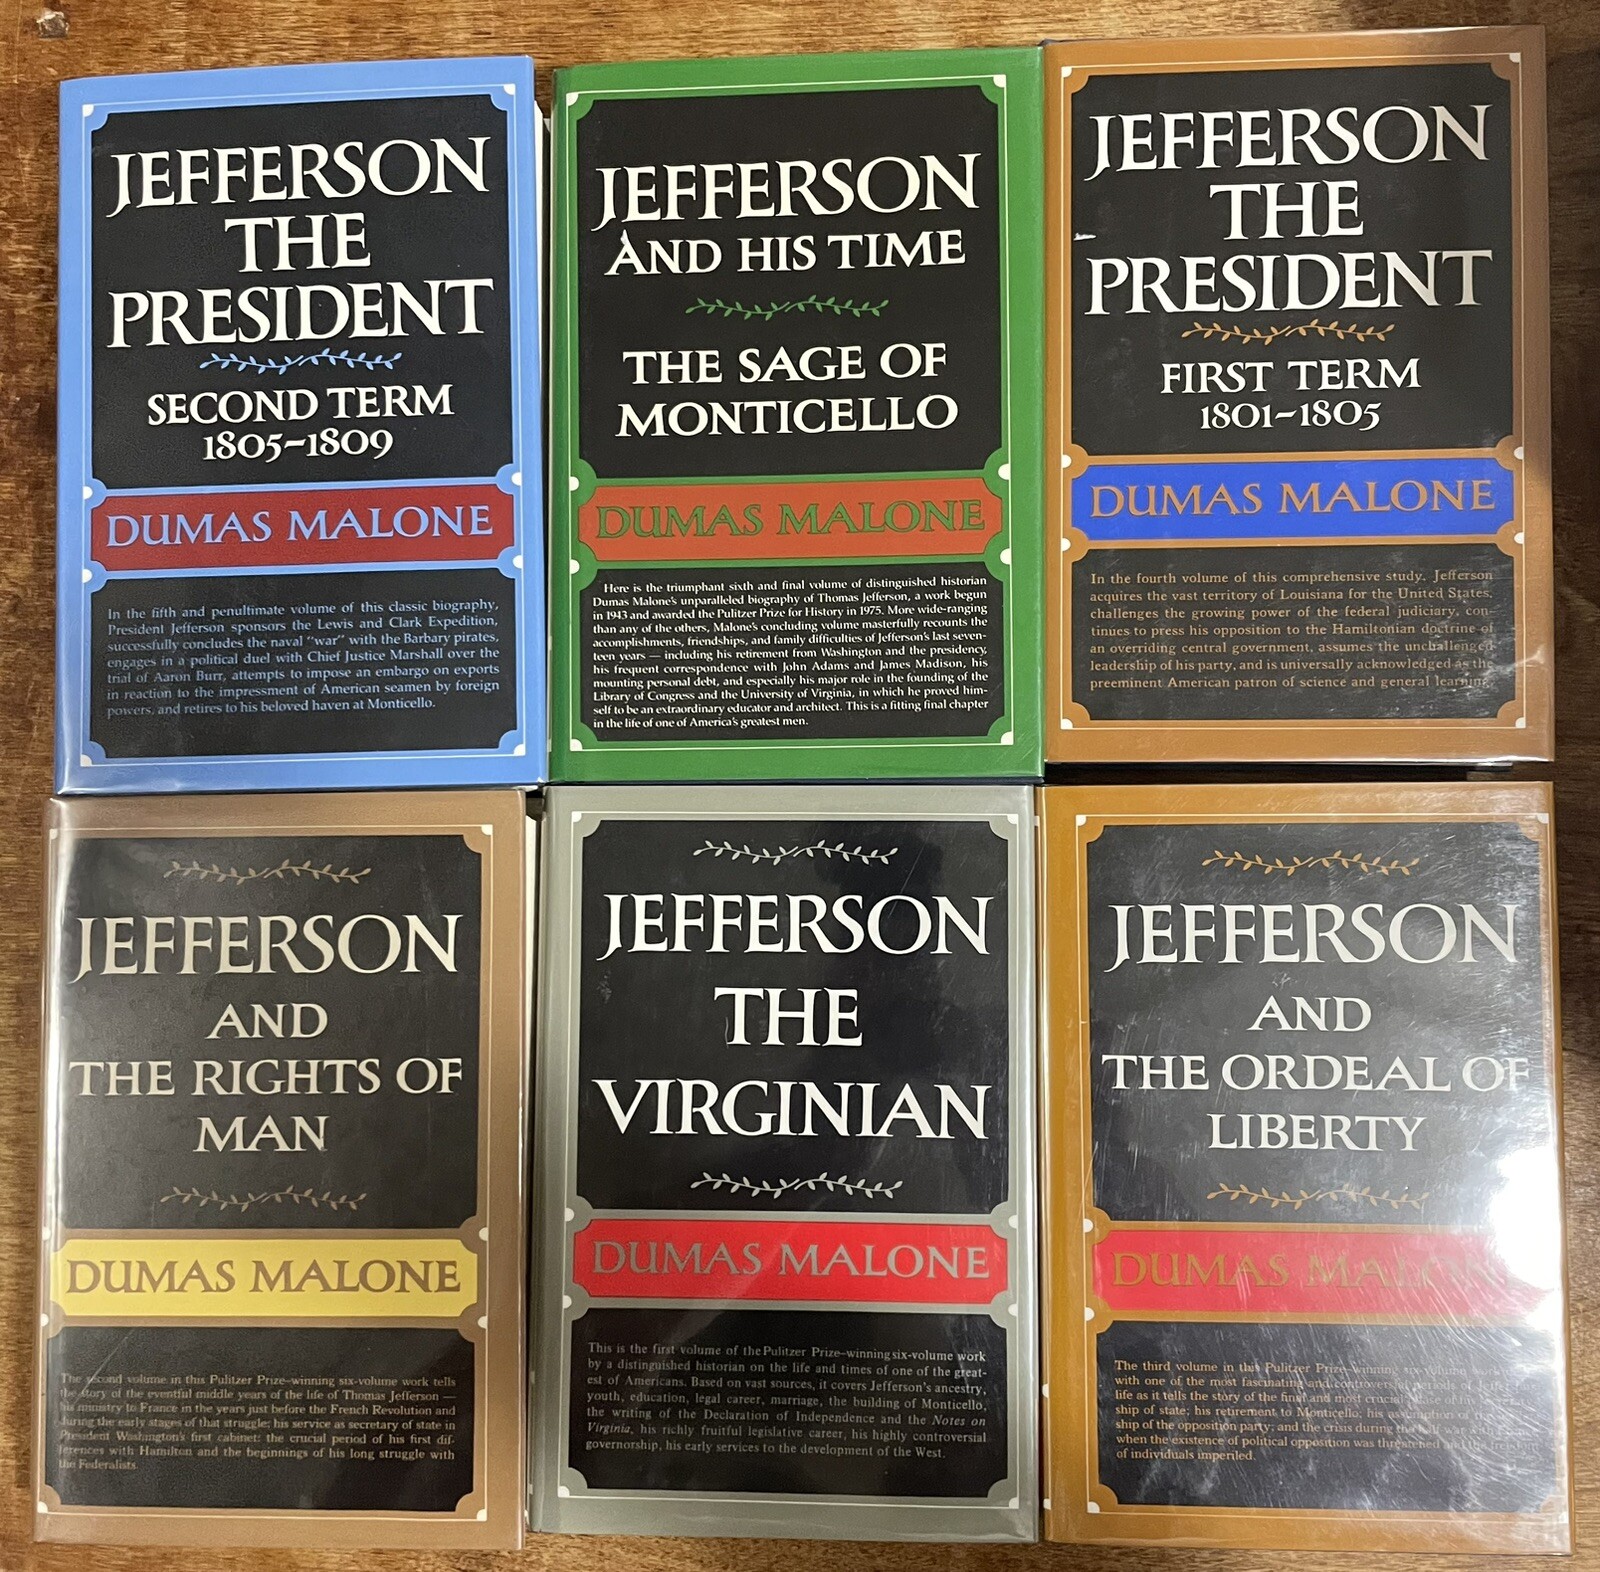 JEFFERSON
THE
PRESIDENT
SECOND TERM
1805–1809
DUMAS MALONE
In the fifth and penultimate volume of this classic biography,
President Jefferson sponsors the Lewis and Clark Expedition,
successfully concludes the naval "war" with the Barbary pirates,
engages in a political duel with Chief Justice Marshall over the
trial of Aaron Burr, attempts to impose an embargo on exports
in reaction to the impressment of American seamen by foreign
powers, and retires to his beloved haven at Monticello.
JEFFERSON
AND HIS TIME
THE SAGE OF
MONTICELLO
DUMAS MALONE
Here is the triumphant sixth and final volume of distinguished historian
Dumas Malone's unparalleled biography of Thomas Jefferson, a work begun
in 1943 and awarded the Pulitzer Prize for History in 1975. More wide-ranging
than any of the others, Malone's concluding volume masterfully recounts the
accomplishments, friendships, and family difficulties of Jefferson's last seven-
teen years — including his retirement from Washington and the presidency,
his frequent correspondence with John Adams and James Madison, his
mounting personal debt, and especially his major role in the founding of the
Library of Congress and the University of Virginia, in which he proved him-
self to be an extraordinary educator and architect. This is a fitting final chapter
in the life of one of America's greatest men.
JEFFERSON
THE
PRESIDENT
FIRST TERM
1801–1805
DUMAS MALONE
In the fourth volume of this comprehensive study, Jefferson
acquires the vast territory of Louisiana for the United States,
challenges the growing power of the federal judiciary, con-
tinues to press his opposition to the Hamiltonian doctrine of
an overriding central government, assumes the unchallenged
leadership of his party, and is universally acknowledged as the
preeminent American patron of science and general learning.
JEFFERSON
AND
THE RIGHTS OF
MAN
DUMAS MALONE
The second volume in this Pulitzer Prize–winning six-volume work tells
the story of the eventful middle years of the life of Thomas Jefferson —
his ministry to France in the years just before the French Revolution and
during the early stages of that struggle; his service as secretary of state in
President Washington's first cabinet; the crucial period of his first dif-
ferences with Hamilton and the beginnings of his long struggle with
the Federalists.
JEFFERSON
THE
VIRGINIAN
DUMAS MALONE
This is the first volume of the Pulitzer Prize–winning six-volume work
by a distinguished historian on the life and times of one of the great-
est of Americans. Based on vast sources, it covers Jefferson's ancestry,
youth, education, legal career, marriage, the building of Monticello,
the writing of the Declaration of Independence and the Notes on
Virginia, his richly fruitful legislative career, his highly controversial
governorship, his early services to the development of the West.
JEFFERSON
AND
THE ORDEAL OF
LIBERTY
DUMAS MALONE
The third volume in this Pulitzer Prize–winning six-volume
with one of the most fascinating and controversial periods
life as it tells the story of the final and most crucial
ship of state; his retirement to Monticello; his assumption
ship of the opposition party; and the crisis during
when the existence of political opposition was threatened and the freedom
of individuals imperiled.